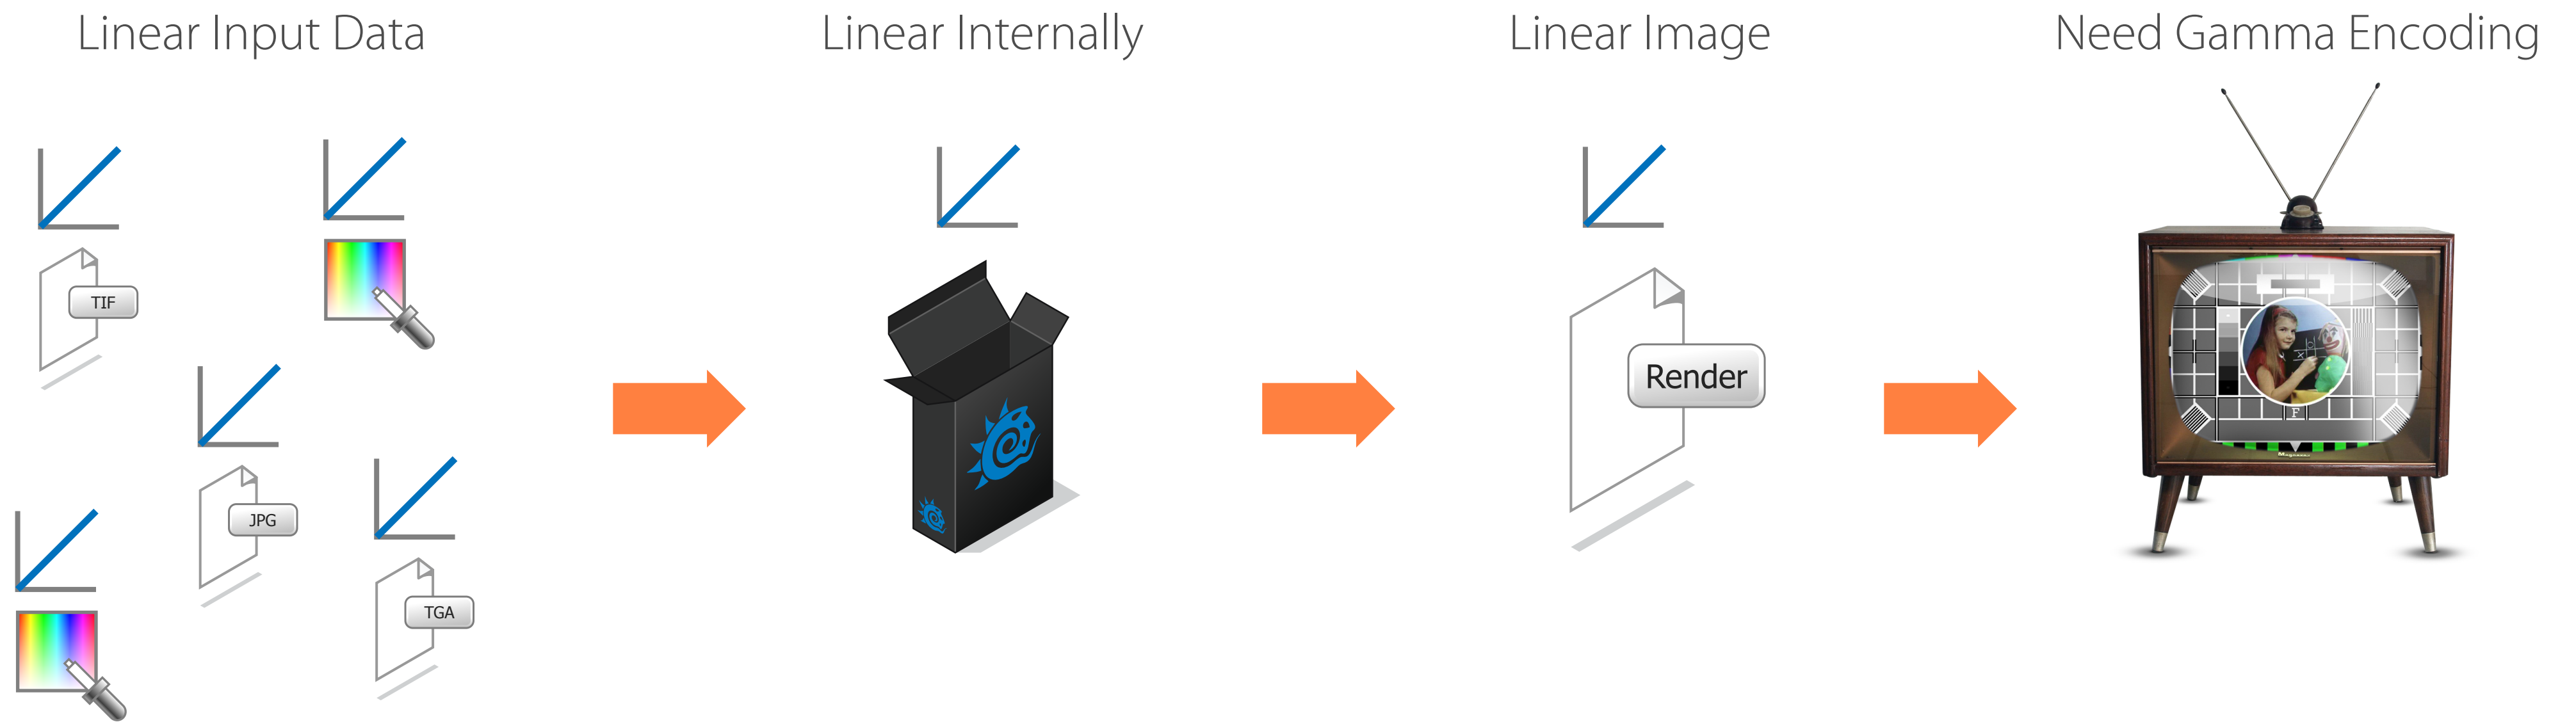 Linear Input Data
Linear Internally
Linear Image
Need Gamma Encoding
TIF
JPG
TGA
Render
F